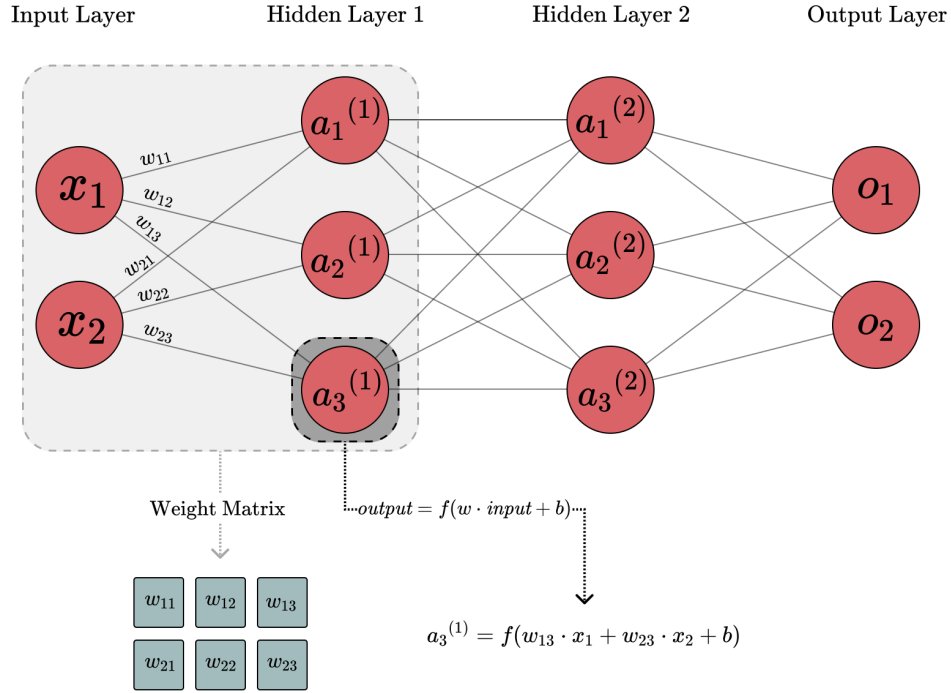 Input Layer Hidden Layer 1 Hidden Layer 2 Output Layer
a₁⁽¹⁾ a₁⁽²⁾
w₁₁
x₁ o₁
w₁₂
w₁₃
a₂⁽¹⁾ a₂⁽²⁾
w₂₁
w₂₂
x₂ o₂
w₂₃
a₃⁽¹⁾ a₃⁽²⁾
Weight Matrix output = f(w · input + b)
w₁₁ w₁₂ w₁₃
a₃⁽¹⁾ = f(w₁₃ · x₁ + w₂₃ · x₂ + b)
w₂₁ w₂₂ w₂₃